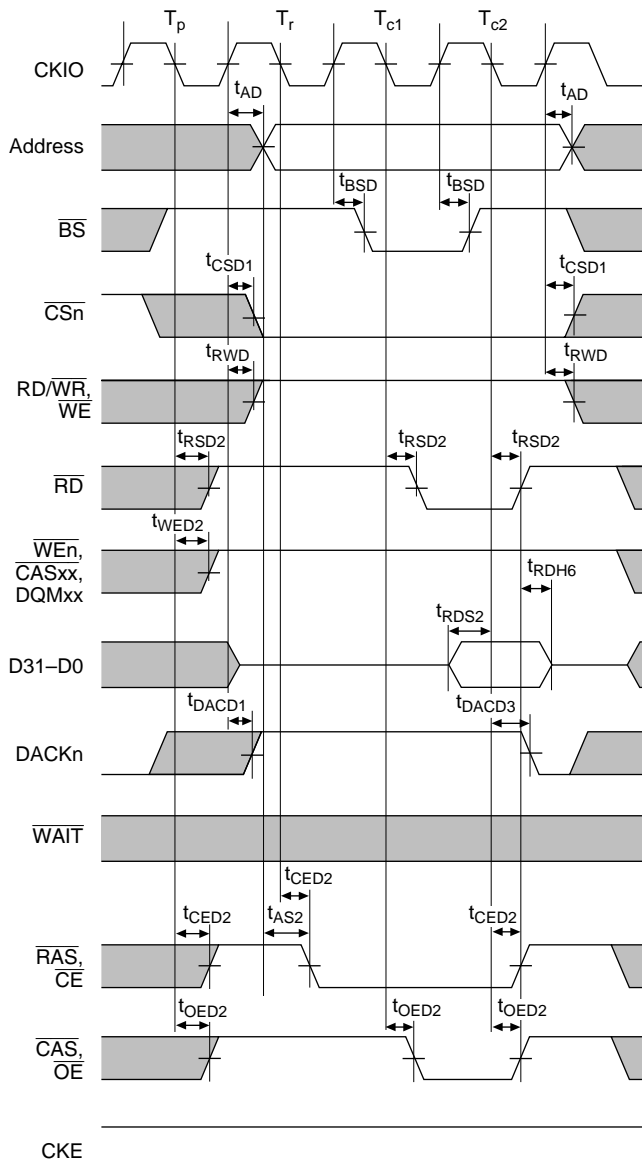 Tp Tr Tc1 Tc2
CKIO
tAD tAD
Address
tBSD tBSD
BS
tCSD1 tCSD1
CSn
tRWD tRWD
RD/WR,
WE
tRSD2 tRSD2 tRSD2
RD
tWED2
WEn,
CASxx,
DQMxx
tRDH6
tRDS2
D31–D0
tDACD1 tDACD3
DACKn
WAIT
tCED2
tCED2 tAS2 tCED2
RAS,
CE
tOED2 tOED2 tOED2
CAS,
OE
CKE